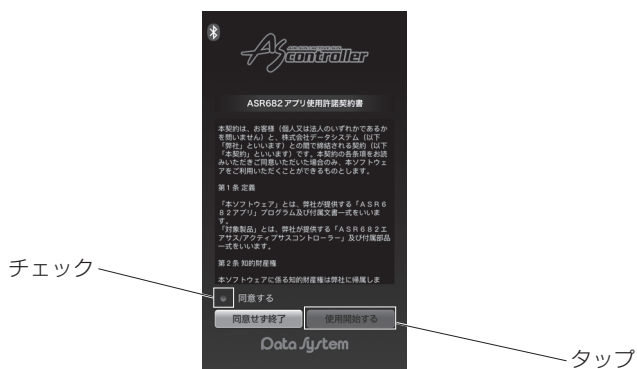 AS controller
ASR682 アプリ使用許諾契約書
本契約は、お客様（個人又は法人のいずれかであるか
を問いません）と、株式会社データシステム（以下
「弊社」といいます）との間で締結される契約（以下
「本契約」といいます）です。本契約の各条項をお読
みいただきご同意いただいた場合のみ、本ソフトウェ
アをご利用いただくことができるものとします。
第1条 定義
「本ソフトウェア」とは、弊社が提供する「ＡＳＲ６
８２アプリ」プログラム及び付属文書一式をいいま
す。
「対象製品」とは、弊社が提供する「ＡＳＲ６８２エ
アサス/アクティブサスコントローラー」及び付属部品
一式をいいます。
第2条 知的財産権
本ソフトウェアに係る知的財産権は弊社に帰属しま
チェック
同意する
同意せず終了
使用開始する
Data System
タップ